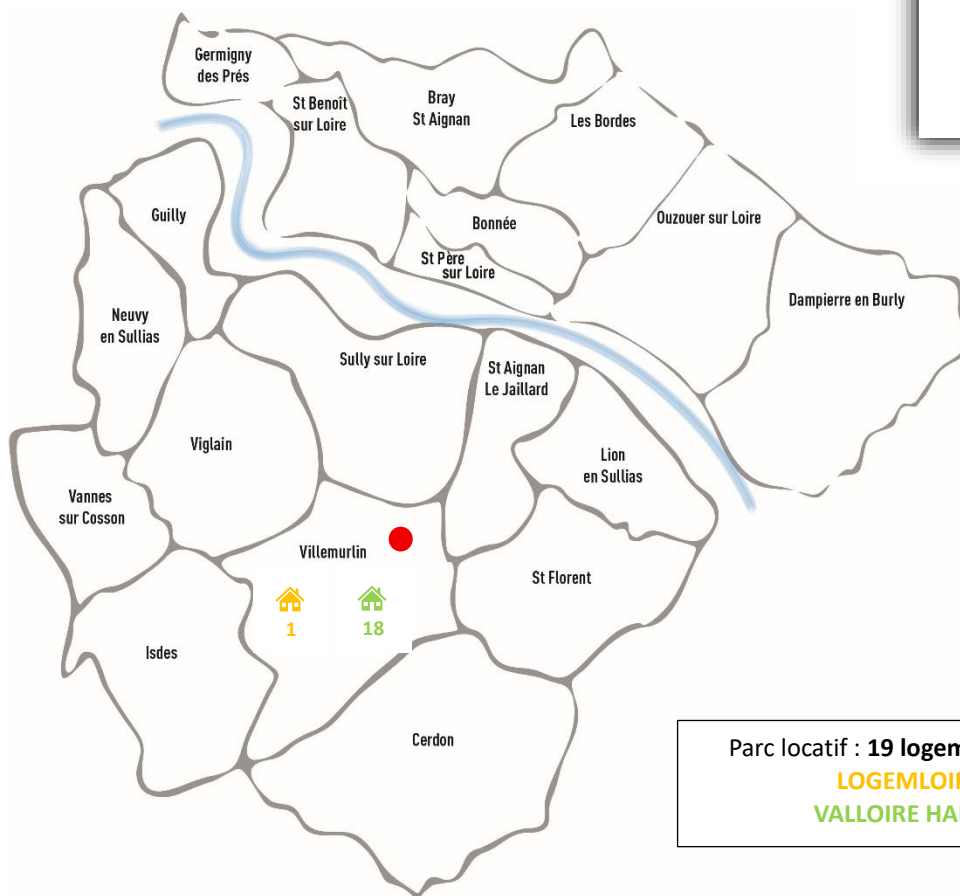 Germigny
des Prés
St Benoît
sur Loire
Bray
St Aignan
Les Bordes
Guilly
Bonnée
Ouzouer sur Loire
St Père
sur Loire
Dampierre en Burly
Neuvy
en Sullias
Sully sur Loire
St Aignan
Le Jaillard
Viglain
Lion
en Sullias
Vannes
sur Cosson
Villemurlin
St Florent
1
18
Isdes
Cerdon
Parc locatif : 19 logem
LOGEMLOI
VALLOIRE HA